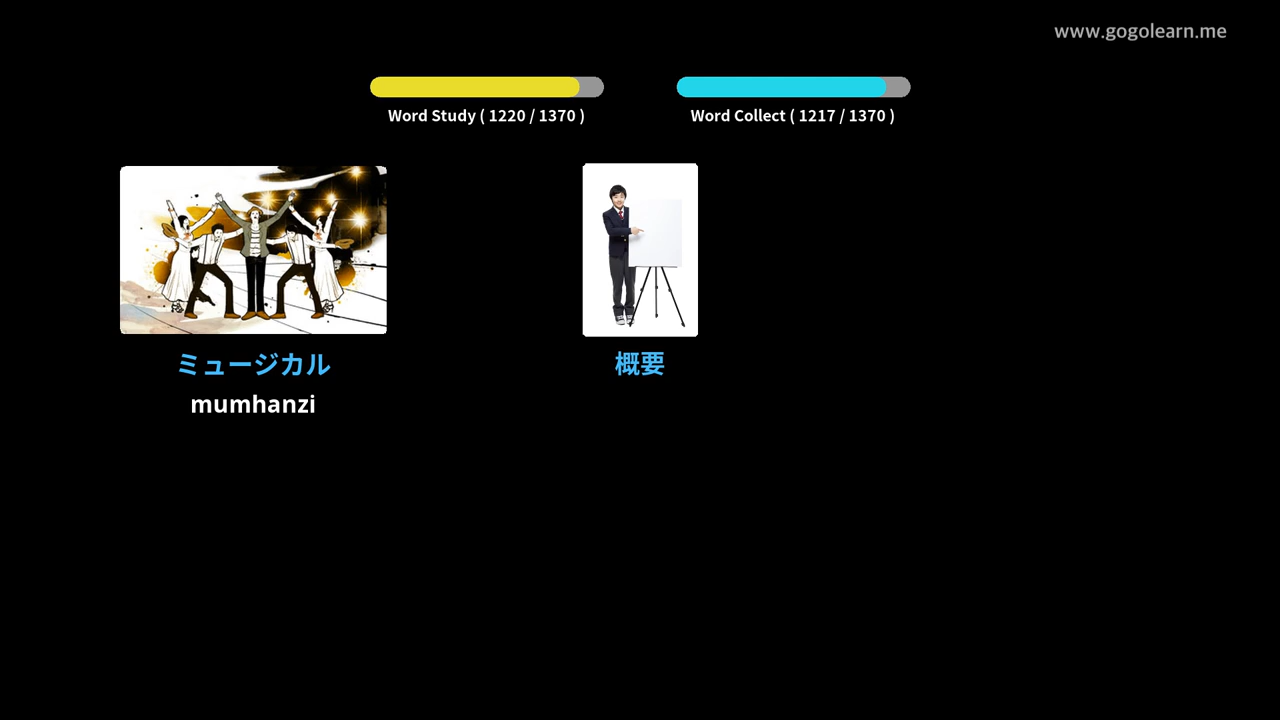 www.gogolearn.me
Word Study ( 1220 / 1370 )
Word Collect ( 1217 / 1370 )
ミュージカル
mumhanzi
概要